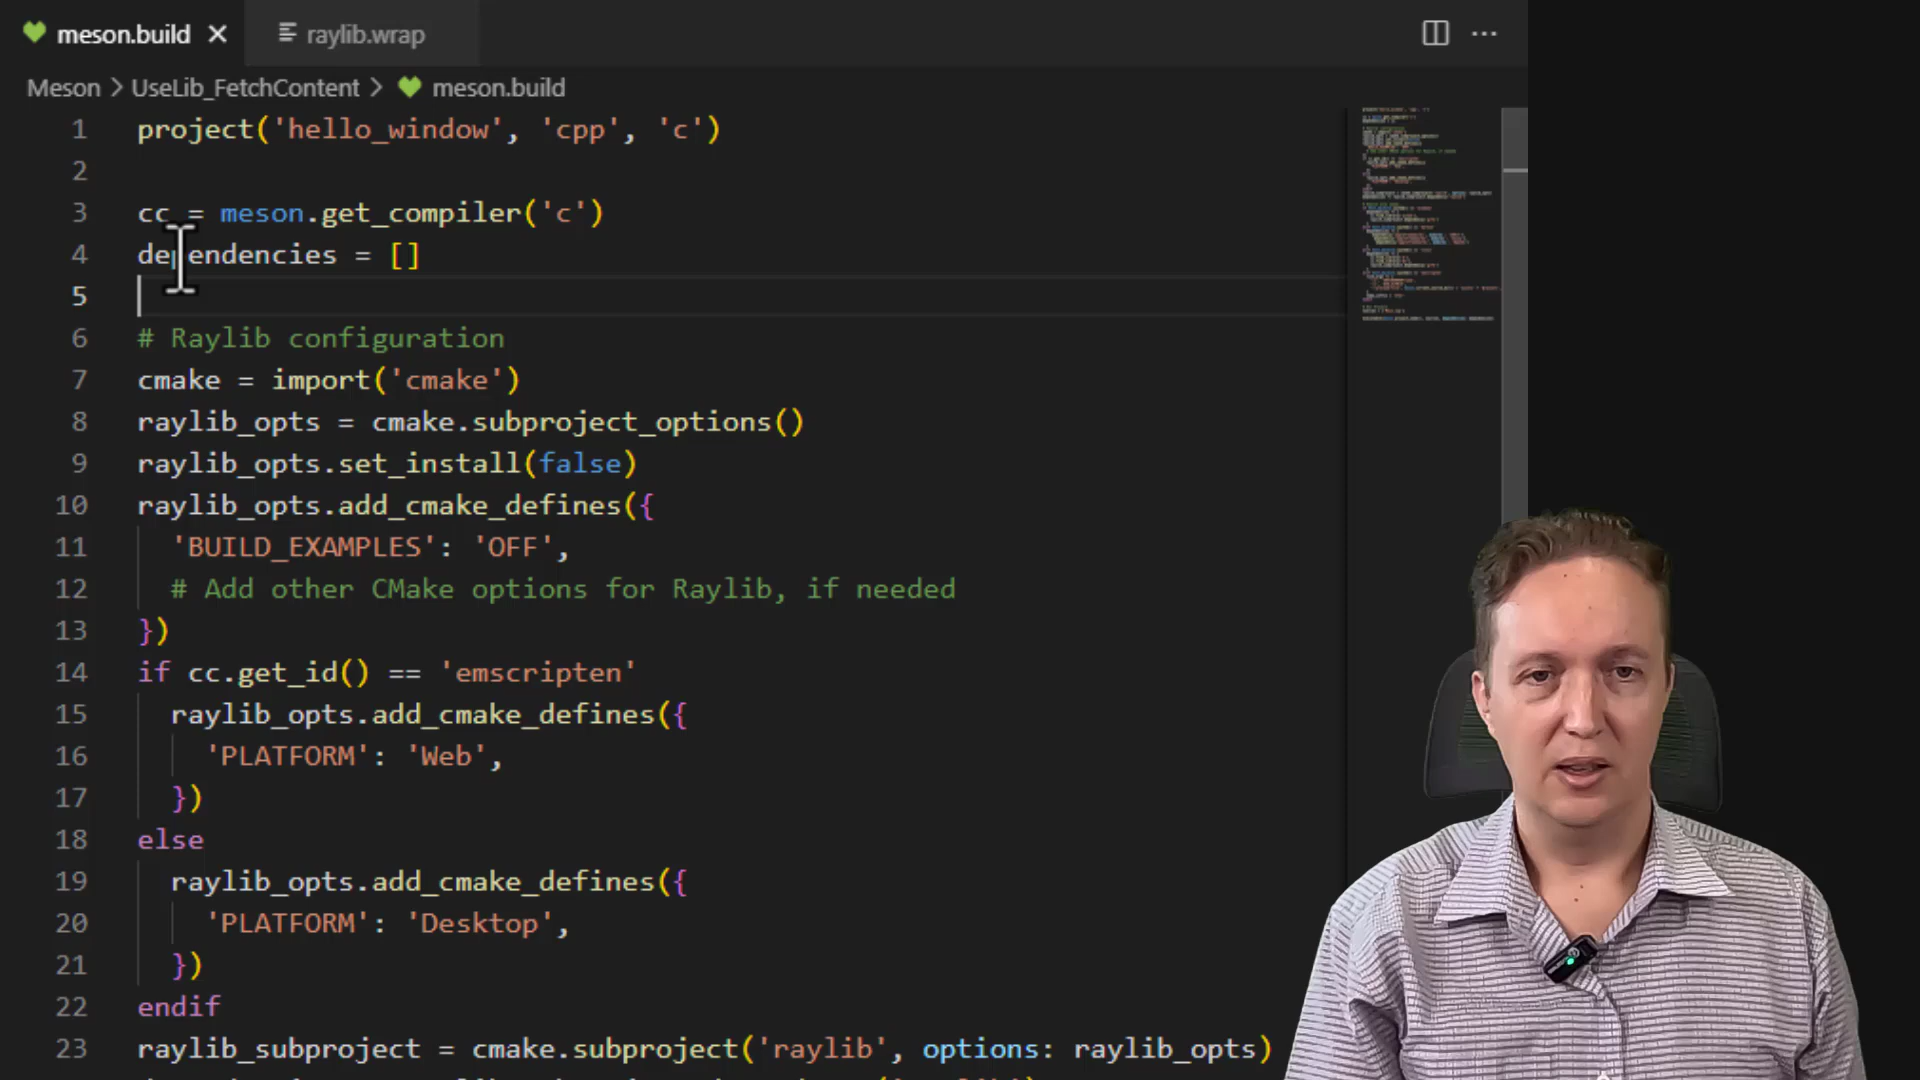 meson.build
raylib.wrap
Meson > UseLib_FetchContent > meson.build
1 project('hello_window', 'cpp', 'c')
2
3 cc = meson.get_compiler('c')
4 dependencies = []
5
6 # Raylib configuration
7 cmake = import('cmake')
8 raylib_opts = cmake.subproject_options()
9 raylib_opts.set_install(false)
10 raylib_opts.add_cmake_defines({
11 'BUILD_EXAMPLES': 'OFF',
12 # Add other CMake options for Raylib, if needed
13 })
14 if cc.get_id() == 'emscripten'
15 raylib_opts.add_cmake_defines({
16 'PLATFORM': 'Web',
17 })
18 else
19 raylib_opts.add_cmake_defines({
20 'PLATFORM': 'Desktop',
21 })
22 endif
23 raylib_subproject = cmake.subproject('raylib', options: raylib_opts)